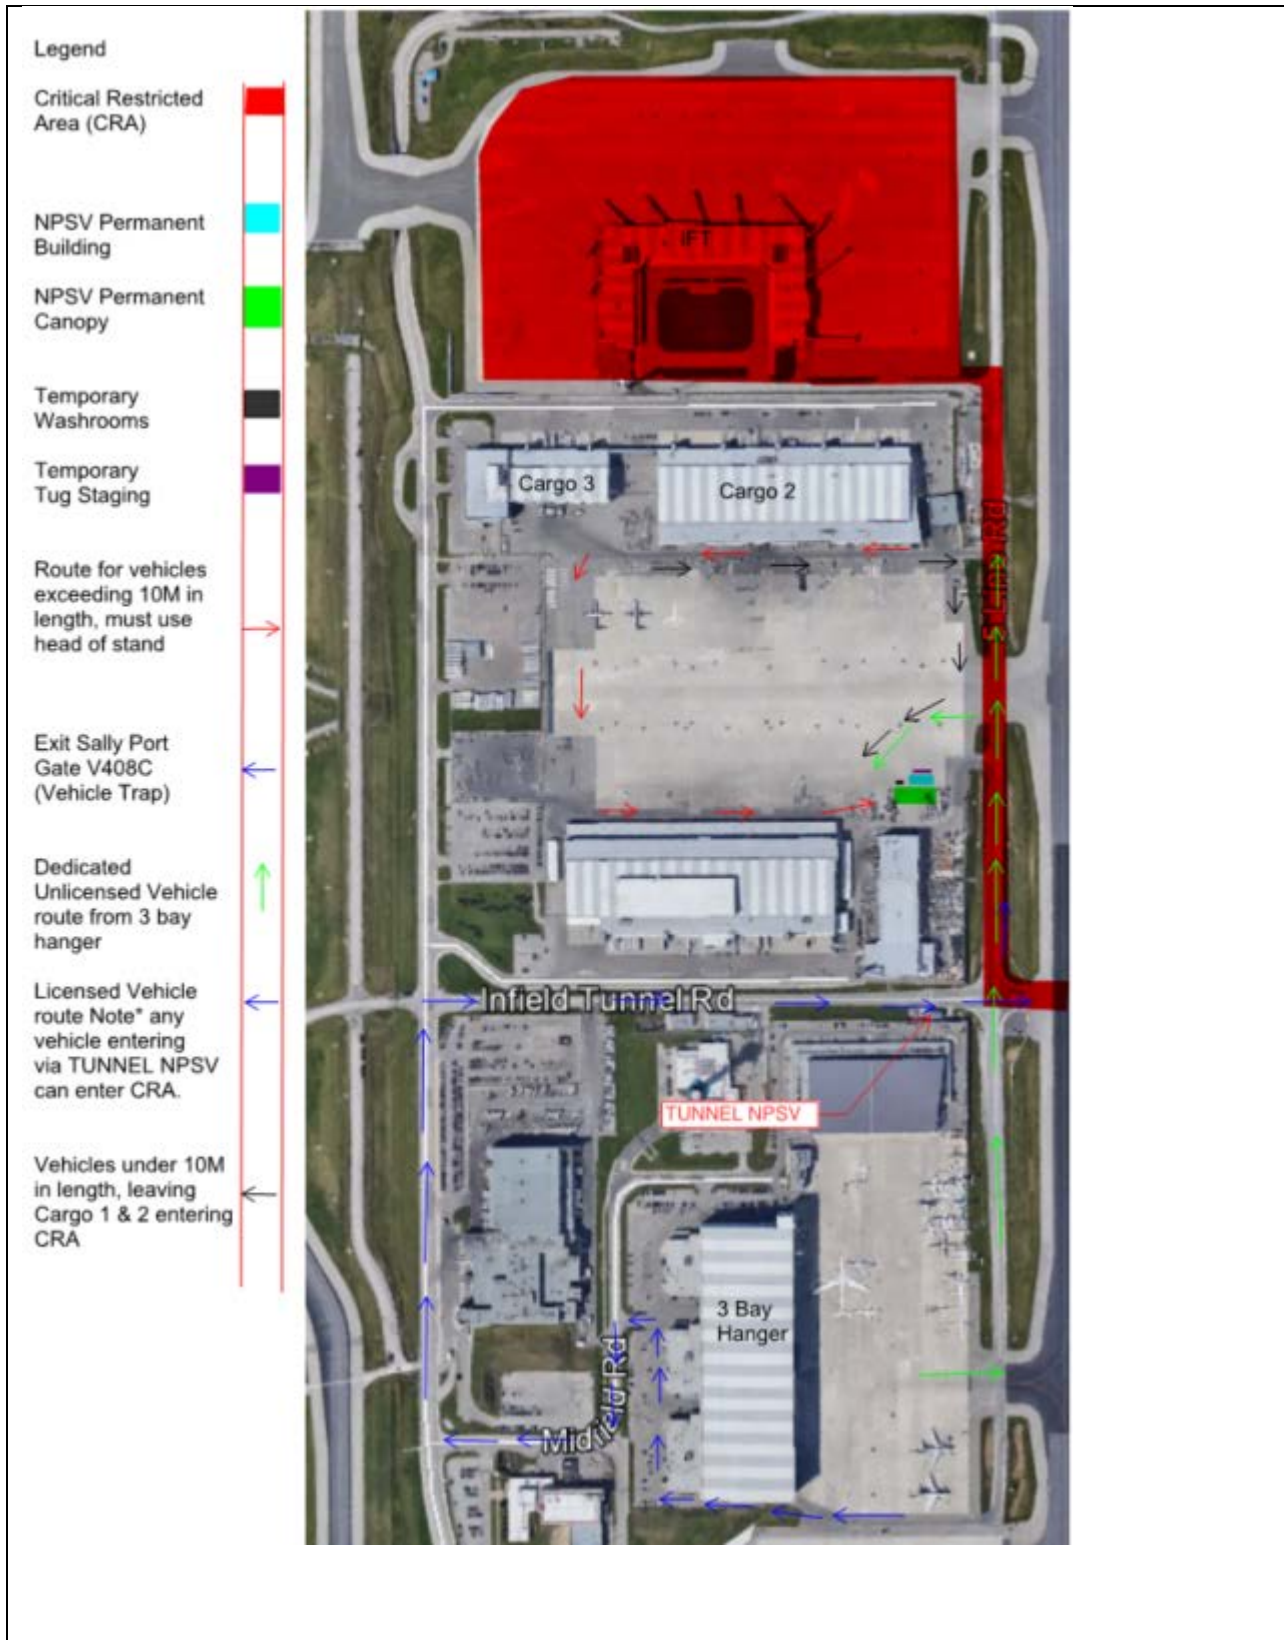 Legend
Critical Restricted
Area (CRA)
NPSV Permanent
Building
NPSV Permanent
Canopy
Temporary
Washrooms
Temporary
Tug Staging
Route for vehicles
exceeding 10M in
length, must use
head of stand
Exit Sally Port
Gate V408C
(Vehicle Trap)
Dedicated
Unlicensed Vehicle
route from 3 bay
hanger
Licensed Vehicle
route Note* any
vehicle entering
via TUNNEL NPSV
can enter CRA.
Vehicles under 10M
in length, leaving
Cargo 1 & 2 entering
CRA
IFT
Cargo 3
Cargo 2
Line Rd
Infield Tunnel Rd
TUNNEL NPSV
3 Bay
Hanger
Midfield Rd